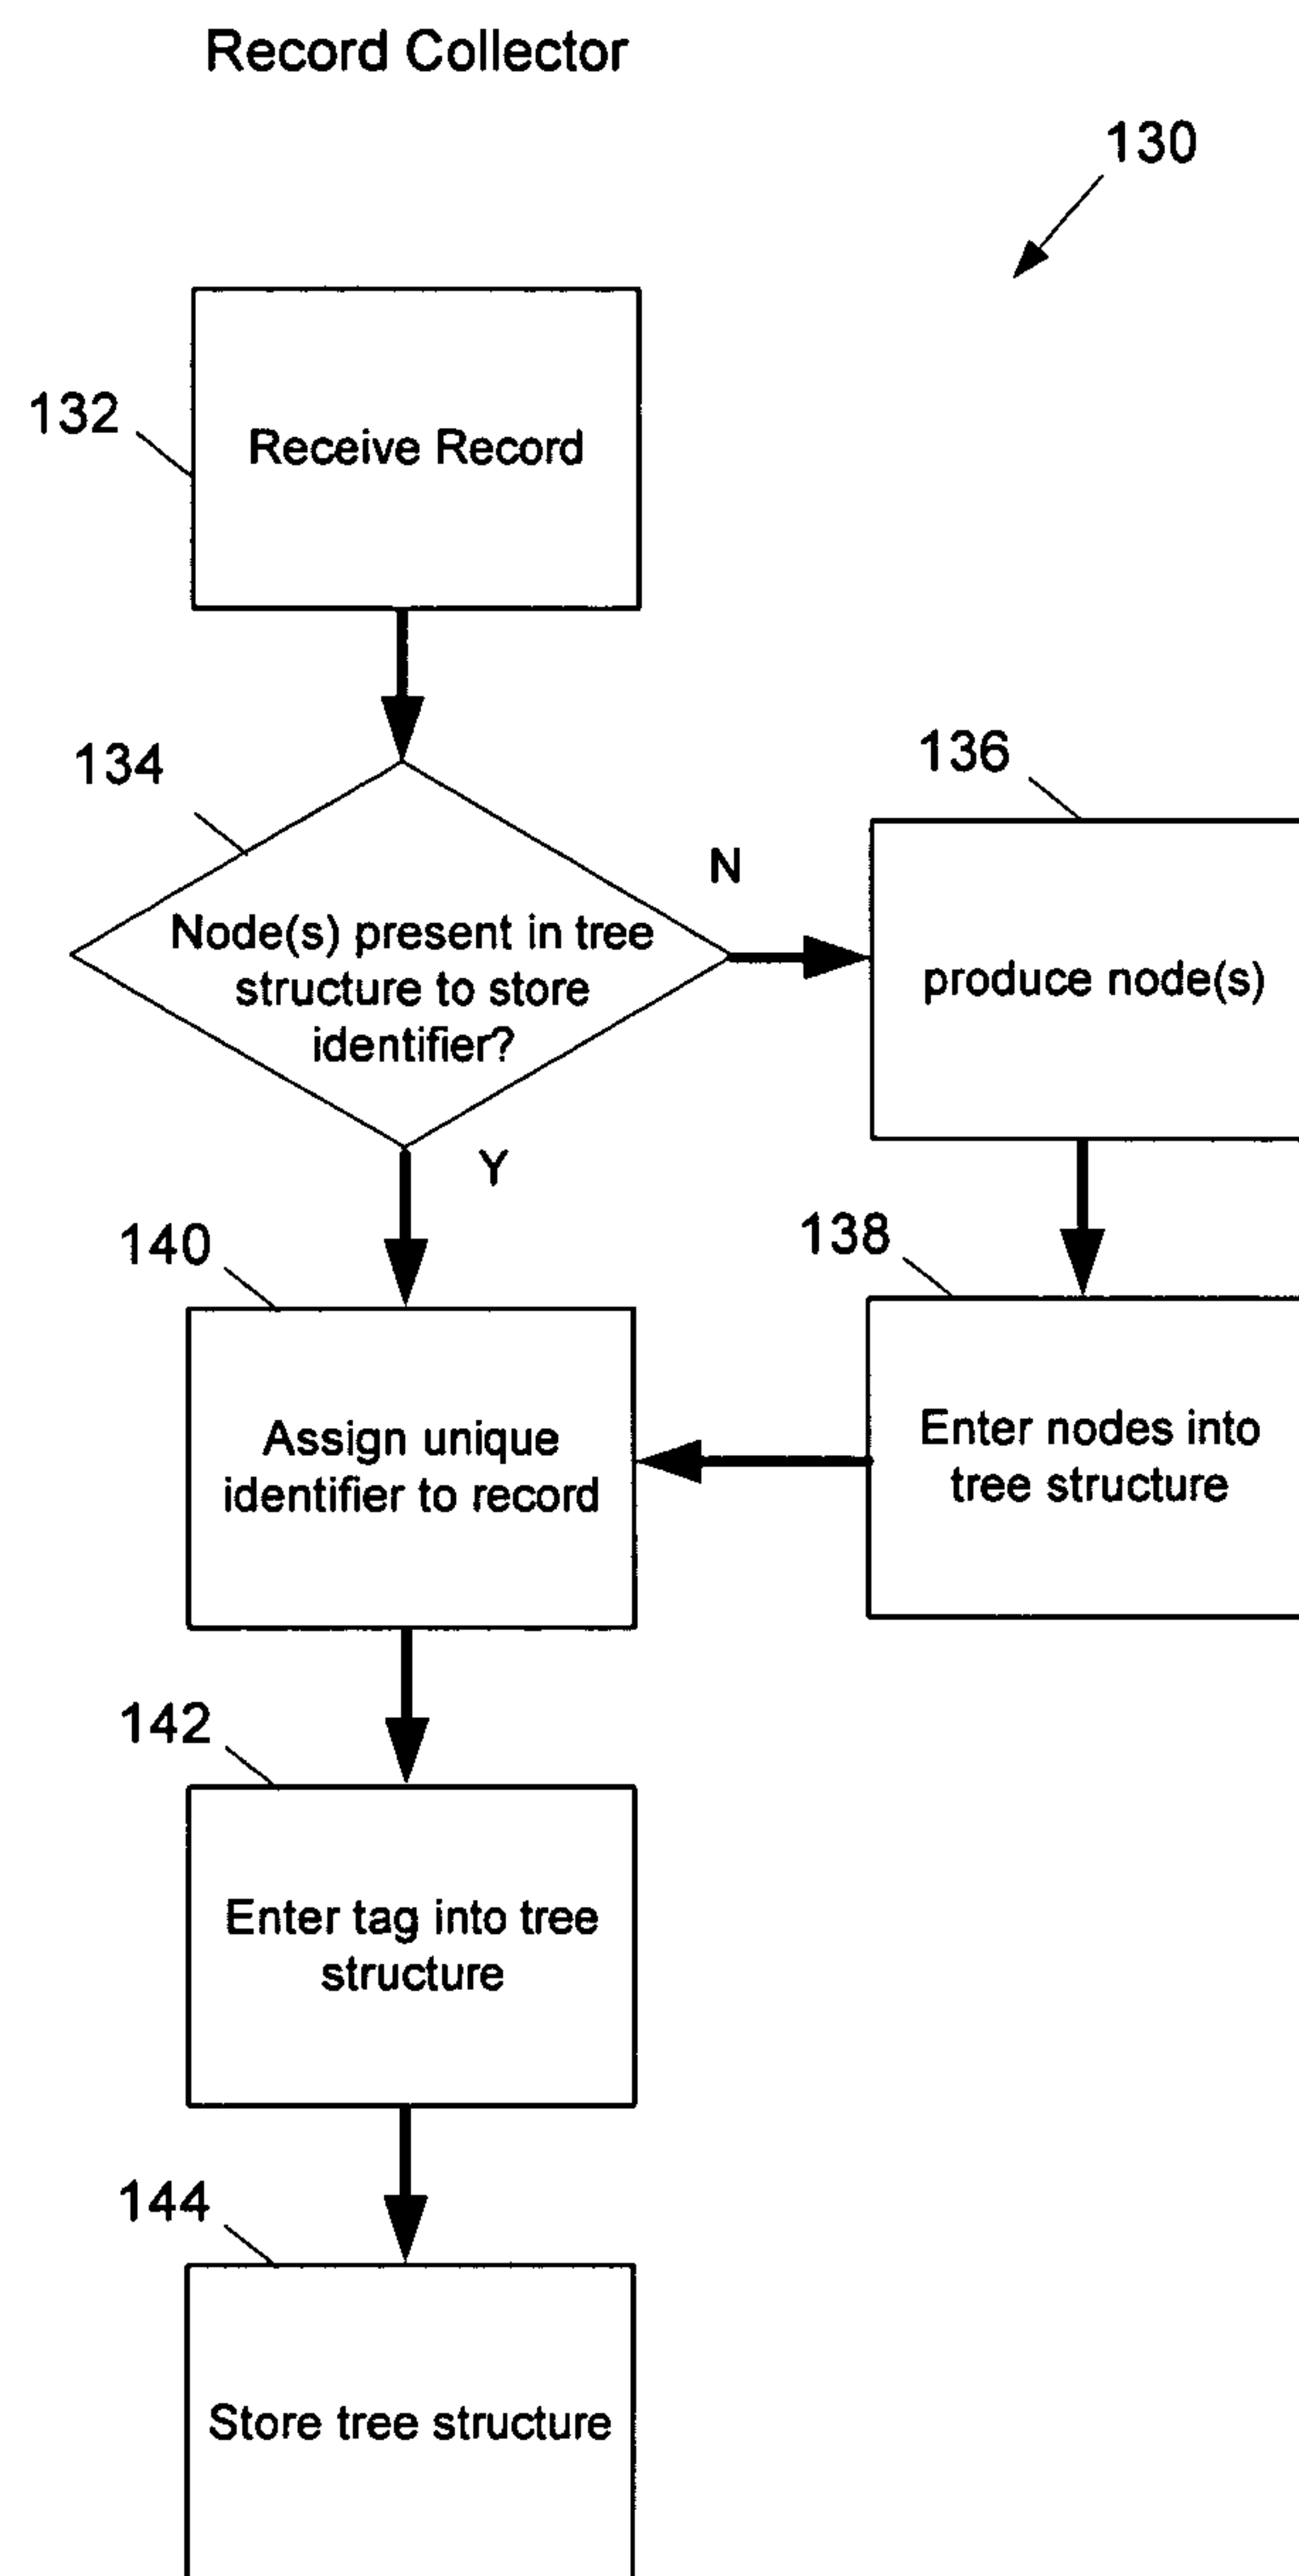 Record Collector
130
132
Receive Record
134
136
N
Node(s) present in tree
structure to store
identifier?
produce node(s)
Y
140
138
Assign unique
identifier to record
Enter nodes into
tree structure
142
Enter tag into tree
structure
144
Store tree structure